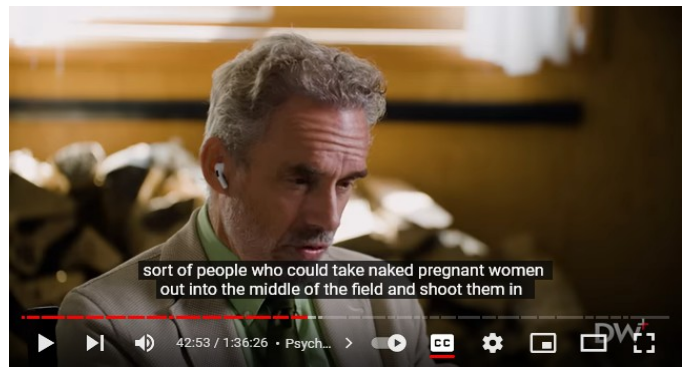 sort of people who could take naked pregnant women
out into the middle of the field and shoot them in
42:53 / 1:36:26 • Psych... >
CC
DW+